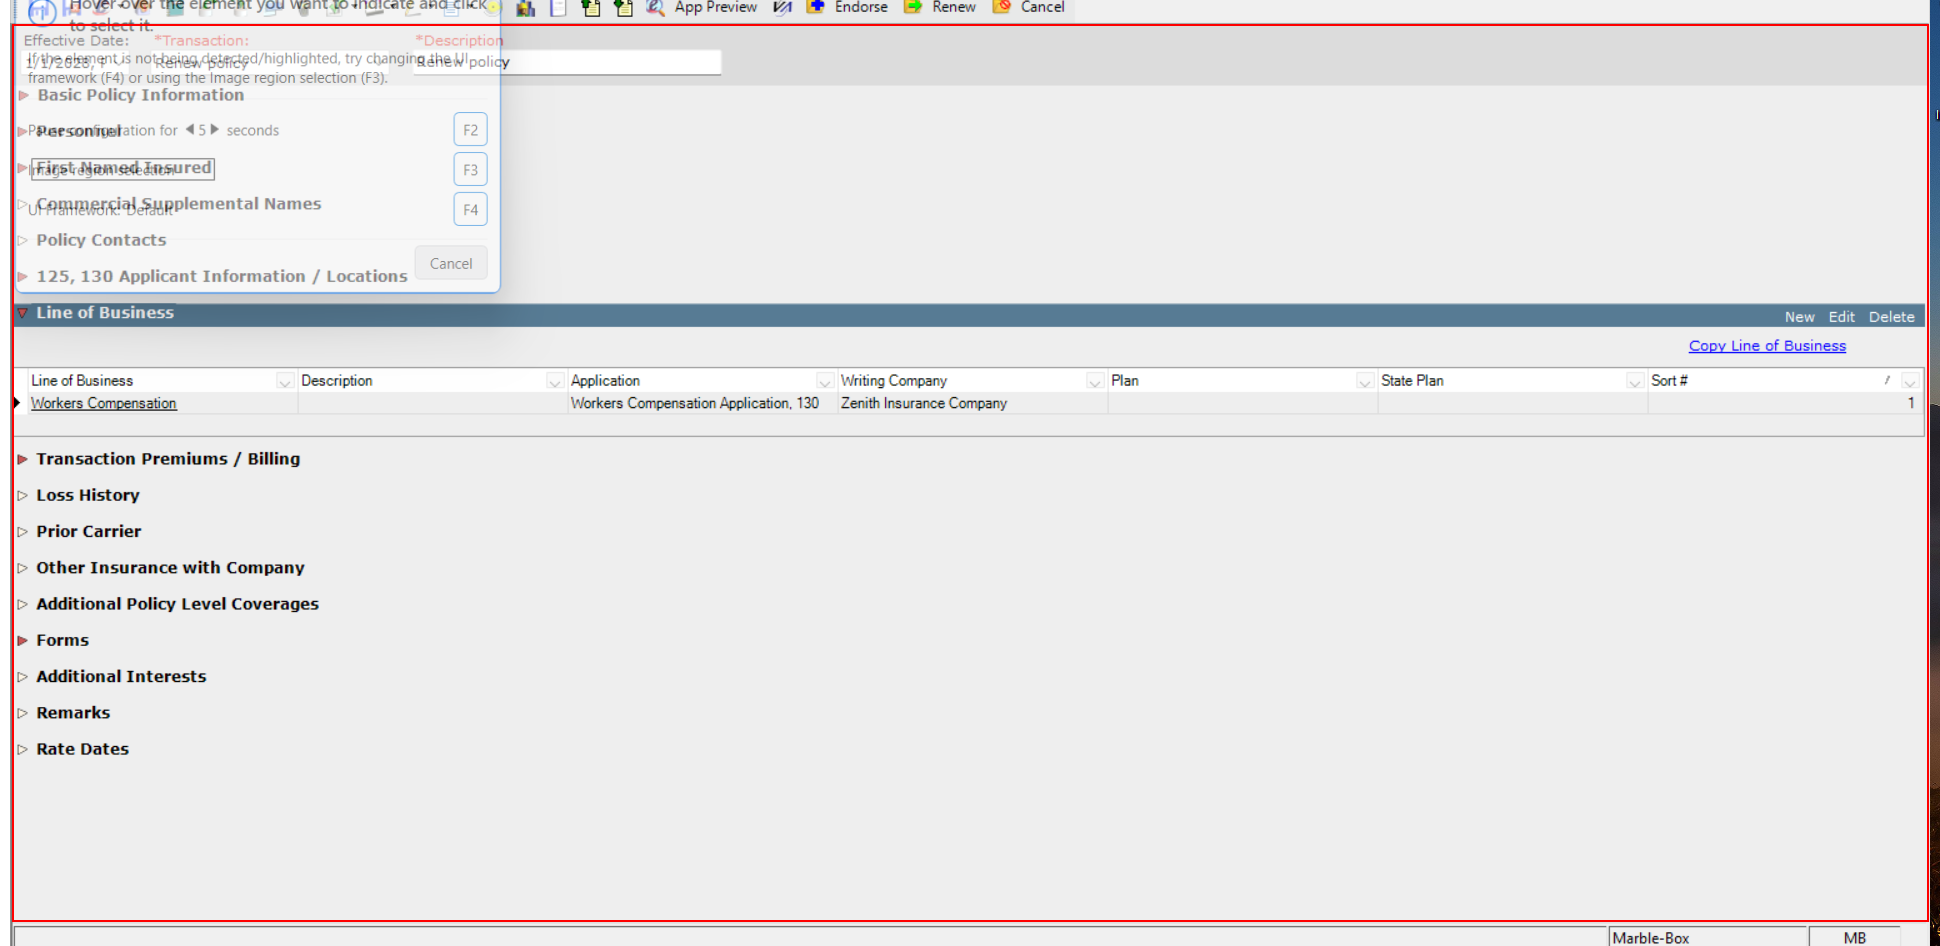 Hover over the element you want to indicate and click
to select it.
App Preview
Endorse
Renew
Cancel
Effective Date:
*Transaction:
*Description
1/1/2028, F
Renew policy
Renew policy
If the element is not being detected/highlighted, try changing the UI
framework (F4) or using the Image region selection (F3).
Basic Policy Information
Personnel
Pause configuration for 5 seconds
F2
First Named Insured
Image region selection
F3
Commercial Supplemental Names
UI Framework: Default
F4
Policy Contacts
Cancel
125, 130 Applicant Information / Locations
Line of Business
New Edit Delete
Copy Line of Business
Line of Business Description Application Writing Company Plan State Plan Sort # /
Workers Compensation Workers Compensation Application, 130 Zenith Insurance Company 1
Transaction Premiums / Billing
Loss History
Prior Carrier
Other Insurance with Company
Additional Policy Level Coverages
Forms
Additional Interests
Remarks
Rate Dates
Marble-Box MB